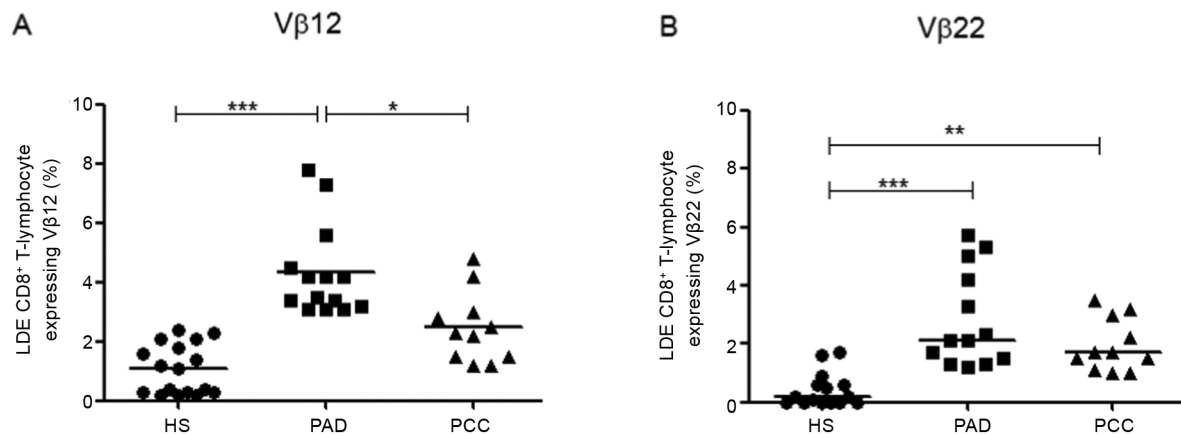 A
Vβ12
LDE CD8⁺ T-lymphocyte
expressing Vβ12 (%)
10
8
6
4
2
0
***
*
HS
PAD
PCC
B
Vβ22
LDE CD8⁺ T-lymphocyte
expressing Vβ22 (%)
10
8
6
4
2
0
**
***
HS
PAD
PCC